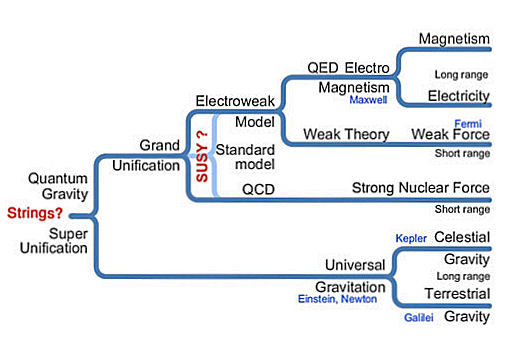 Magnetism
QED Electro
Long range
Magnetism
Maxwell
Electricity
Electroweak
Model
Fermi
Weak Theory
Weak Force
Short range
Grand
Unification
SUSY ?
Standard
model
QCD
Strong Nuclear Force
Short range
Quantum
Gravity
Strings?
Super
Unification
Kepler
Celestial
Gravity
Universal
Gravitation
Einstein, Newton
Long range
Terrestrial
Galilei
Gravity